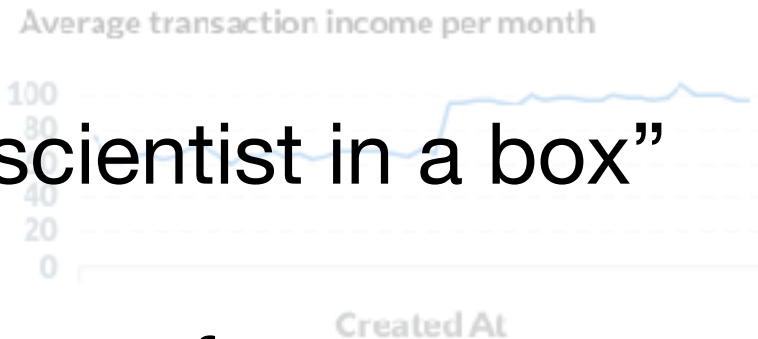 Average transaction income per month
100
80
scientist in a box”
40
20
0
Created At